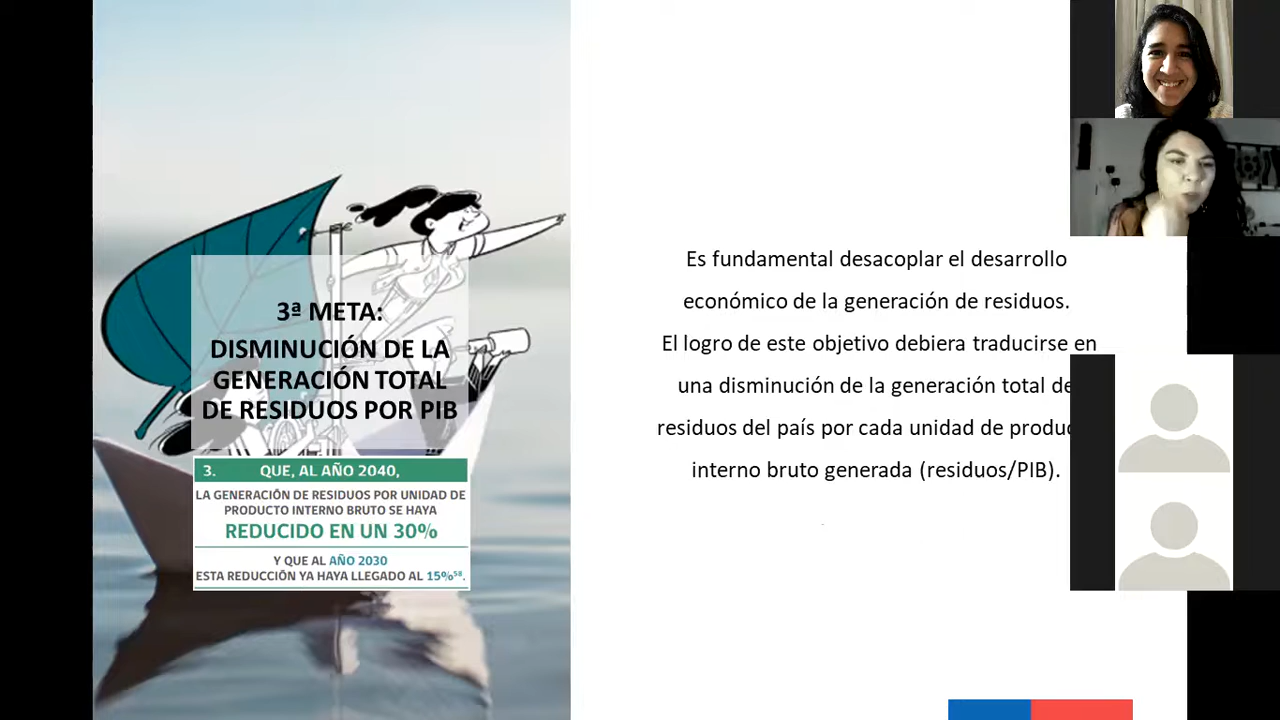 3ª META:
DISMINUCIÓN DE LA
GENERACIÓN TOTAL
DE RESIDUOS POR PIB
3. QUE, AL AÑO 2040,
LA GENERACIÓN DE RESIDUOS POR UNIDAD DE
PRODUCTO INTERNO BRUTO SE HAYA
REDUCIDO EN UN 30%
Y QUE AL AÑO 2030
ESTA REDUCCIÓN YA HAYA LLEGADO AL 15%⁵⁸.
Es fundamental desacoplar el desarrollo
económico de la generación de residuos.
El logro de este objetivo debiera traducirse en
una disminución de la generación total de
residuos del país por cada unidad de produc
interno bruto generada (residuos/PIB).